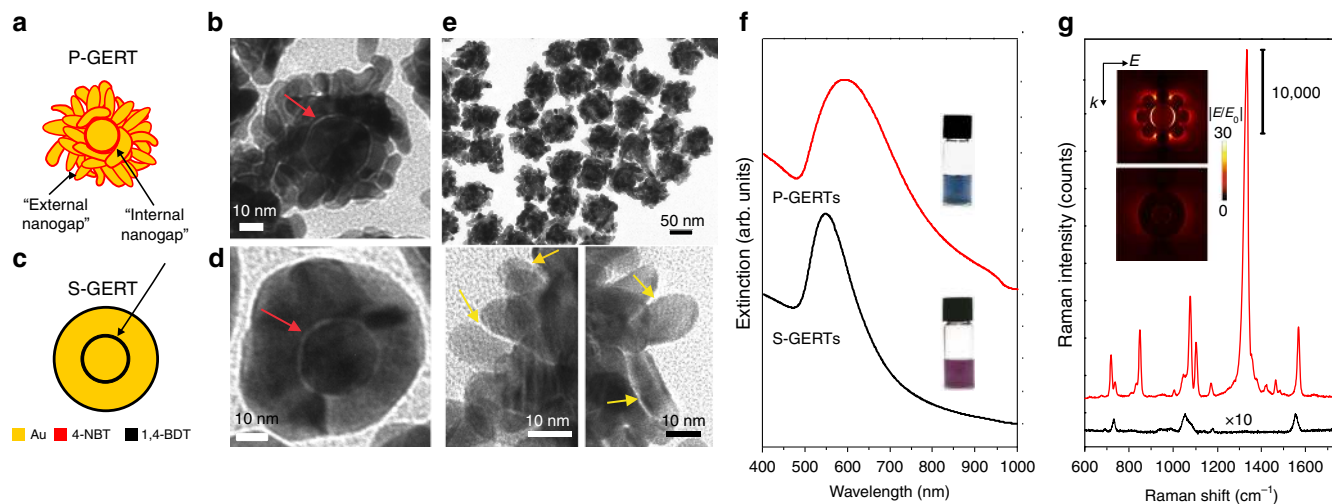 a
P-GERT
“External
nanogap”
“Internal
nanogap”
b
10 nm
c
S-GERT
Au
4-NBT
1,4-BDT
d
10 nm
e
50 nm
10 nm
10 nm
f
Extinction (arb. units)
P-GERTs
S-GERTs
400 500 600 700 800 900 1000
Wavelength (nm)
g
Raman intensity (counts)
E
k
|E/E0|
30
0
10,000
×10
600 800 1000 1200 1400 1600
Raman shift (cm−1)